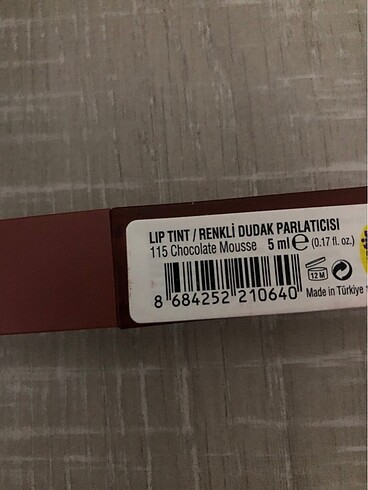 LIP TINT / RENKLİ DUDAK PARLATICISI
115 Chocolate Mousse 5 ml e (0.17 fl. oz.)
12 M
8 684252 210640
Made in Türkiye